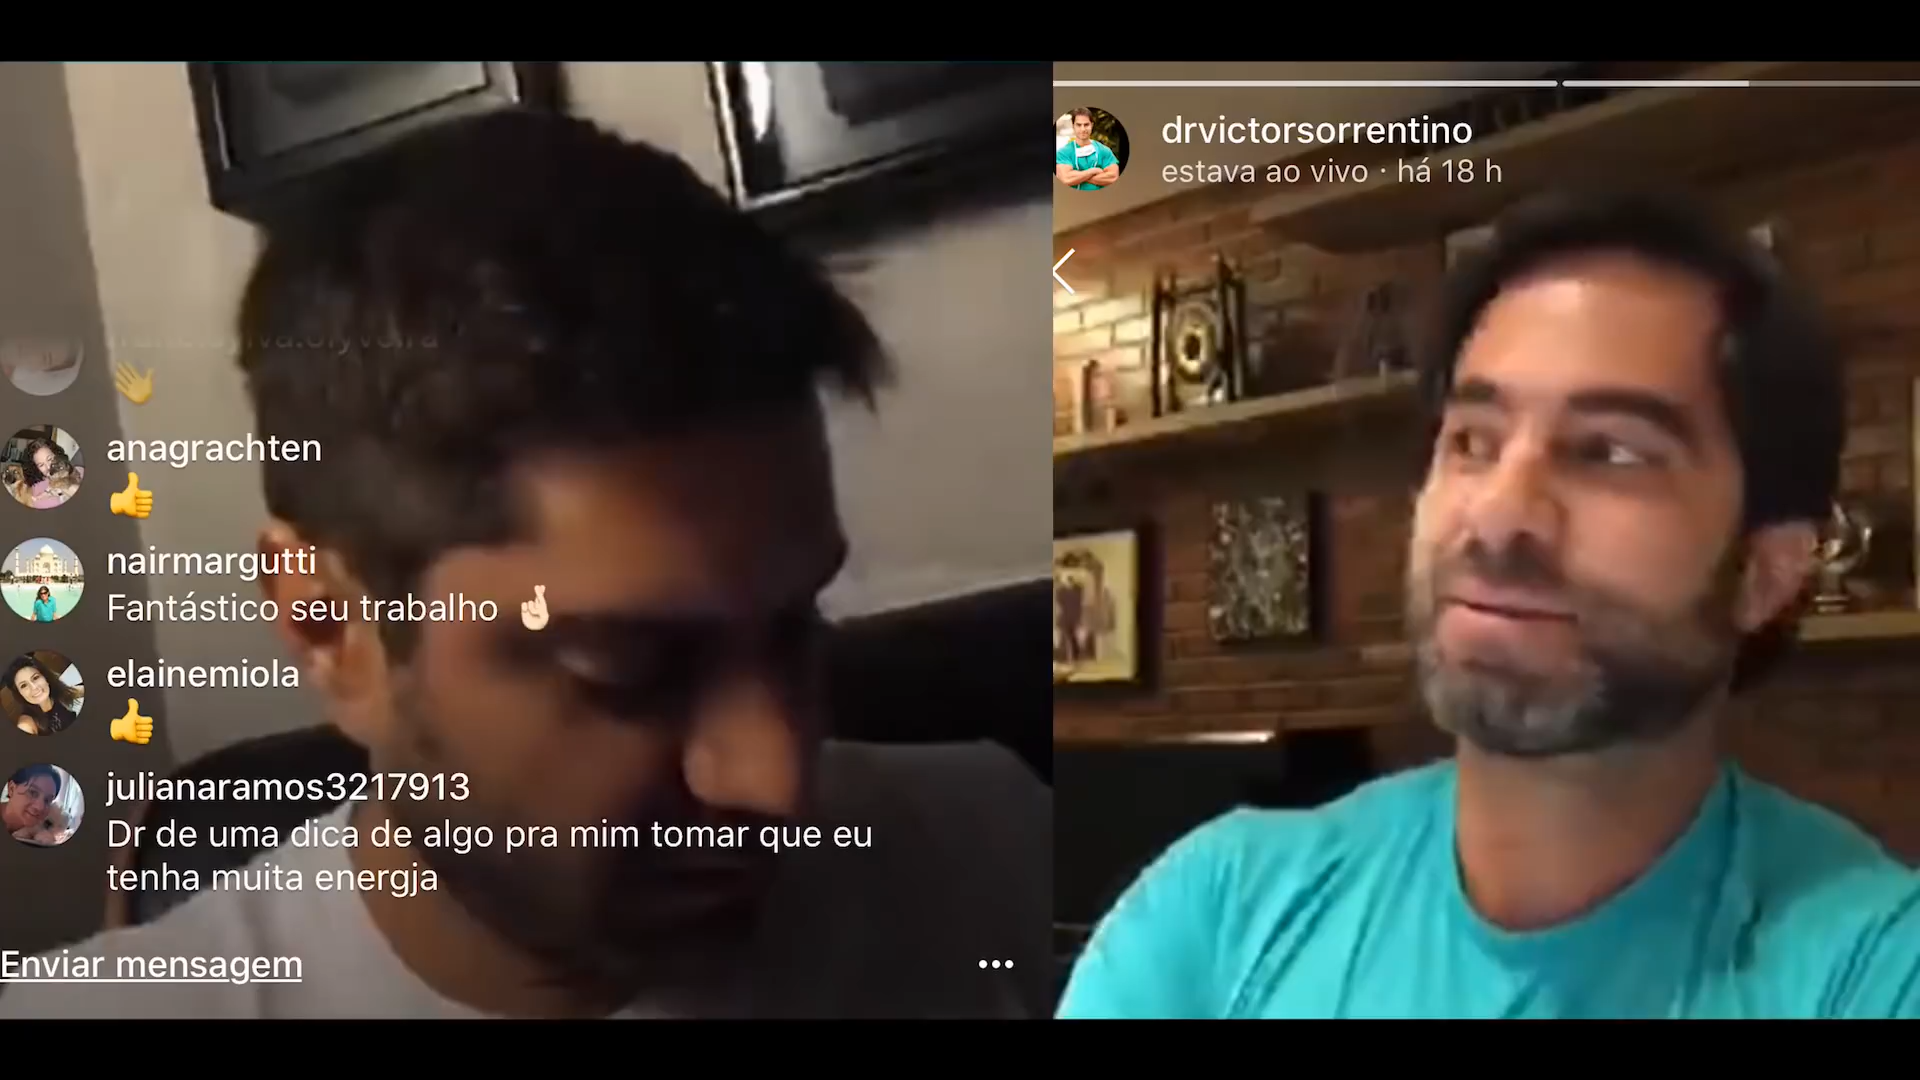 drvictorsorrentino
estava ao vivo · há 18 h
anagrachten
👍
nairmargutti
Fantástico seu trabalho 🤞🏻
elainemiola
👍
julianaramos3217913
Dr de uma dica de algo pra mim tomar que eu
tenha muita energja
Enviar mensagem